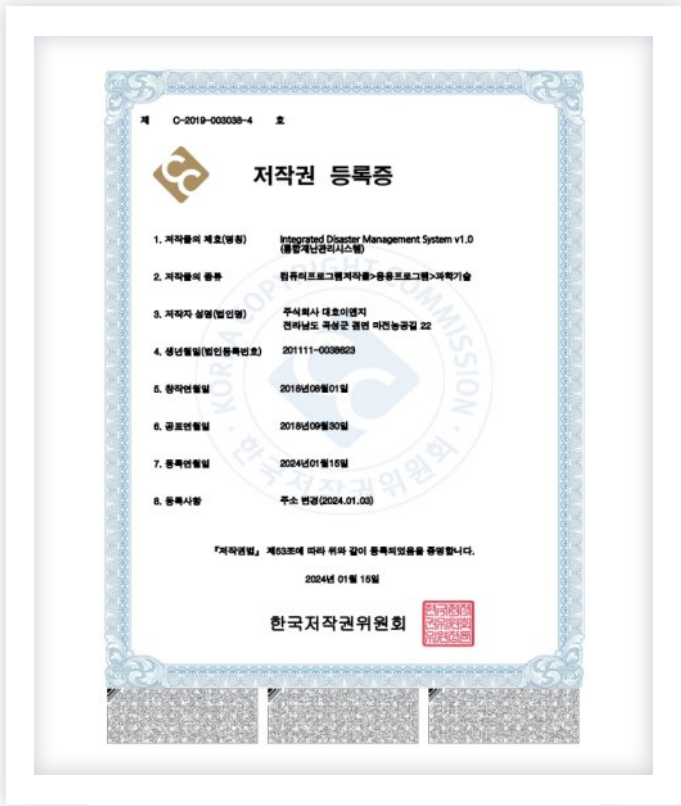 제 C-2019-003038-4 호
저작권 등록증
1. 저작물의 제호(명칭) Integrated Disaster Management System v1.0
(통합재난관리시스템)
2. 저작물의 종류 컴퓨터프로그램저작물>응용프로그램>과학기술
3. 저작자 성명(법인명) 주식회사 대호이엔지
전라남도 곡성군 겸면 마전농공길 22
4. 생년월일(법인등록번호) 201111-0038623
5. 창작연월일 2018년08월01일
6. 공표연월일 2018년09월30일
7. 등록연월일 2024년01월15일
8. 등록사항 주소 변경(2024.01.03)
『저작권법』 제53조에 따라 위와 같이 등록되었음을 증명합니다.
2024년 01월 15일
한국저작권위원회
KOREA COPYRIGHT COMMISSION
한국저작권위원회